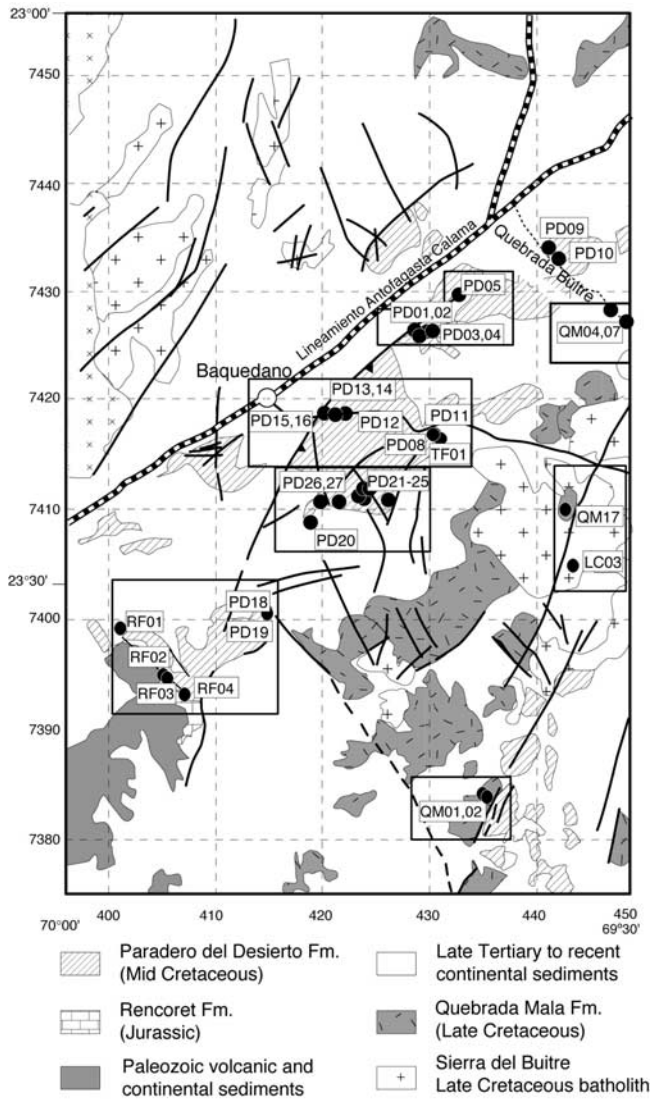 23°00'
7450
7440
PD09
PD10
Quebrada Buitre
Lineamiento Antofagasta Calama
7430
PD05
PD01,02
PD03,04
QM04,07
7420
Baquedano
PD13,14
PD15,16
PD12
PD11
PD08
TF01
PD26,27
PD21-25
7410
QM17
PD20
LC03
23°30'
7400
PD18
RF01
PD19
RF02
RF03
RF04
7390
QM01,02
7380
400
410
420
430
440
450
70°00'
69°30'
Paradero del Desierto Fm.
(Mid Cretaceous)
Late Tertiary to recent
continental sediments
Rencoret Fm.
(Jurassic)
Quebrada Mala Fm.
(Late Cretaceous)
Paleozoic volcanic and
continental sediments
Sierra del Buitre
Late Cretaceous batholith